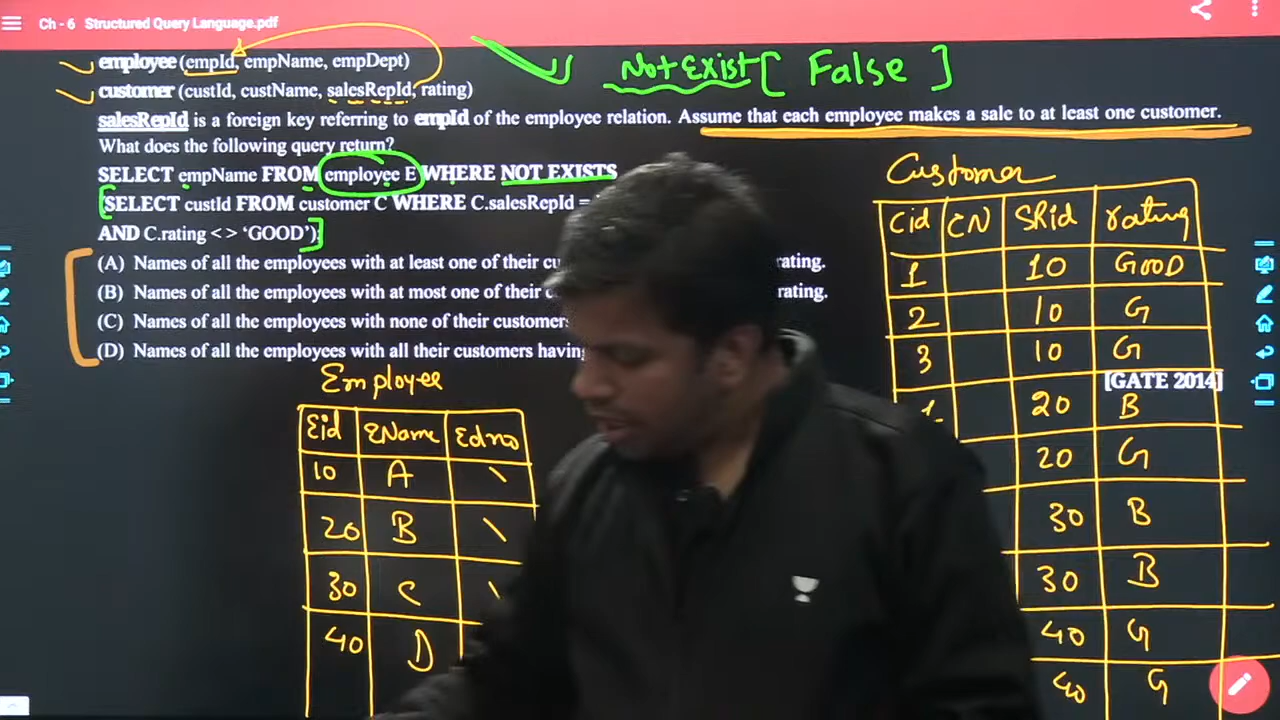 Ch - 6 Structured Query Language.pdf
employee (empId, empName, empDept)
customer (custId, custName, salesRepId, rating)
Not Exist [ False ]
salesRepId is a foreign key referring to empId of the employee relation. Assume that each employee makes a sale to at least one customer.
What does the following query return?
SELECT empName FROM employee E WHERE NOT EXISTS
(SELECT custId FROM customer C WHERE C.salesRepId =
AND C.rating < > ‘GOOD’);
(A) Names of all the employees with at least one of their cu rating.
(B) Names of all the employees with at most one of their c rating.
(C) Names of all the employees with none of their customers
(D) Names of all the employees with all their customers having
[GATE 2014]
Employee
Eid EName Edno
10 A \
20 B \
30 C \
40 D
Customer
Cid CN SRid rating
1 10 GOOD
2 10 G
3 10 G
20 B
20 G
30 B
30 B
40 G
40 G